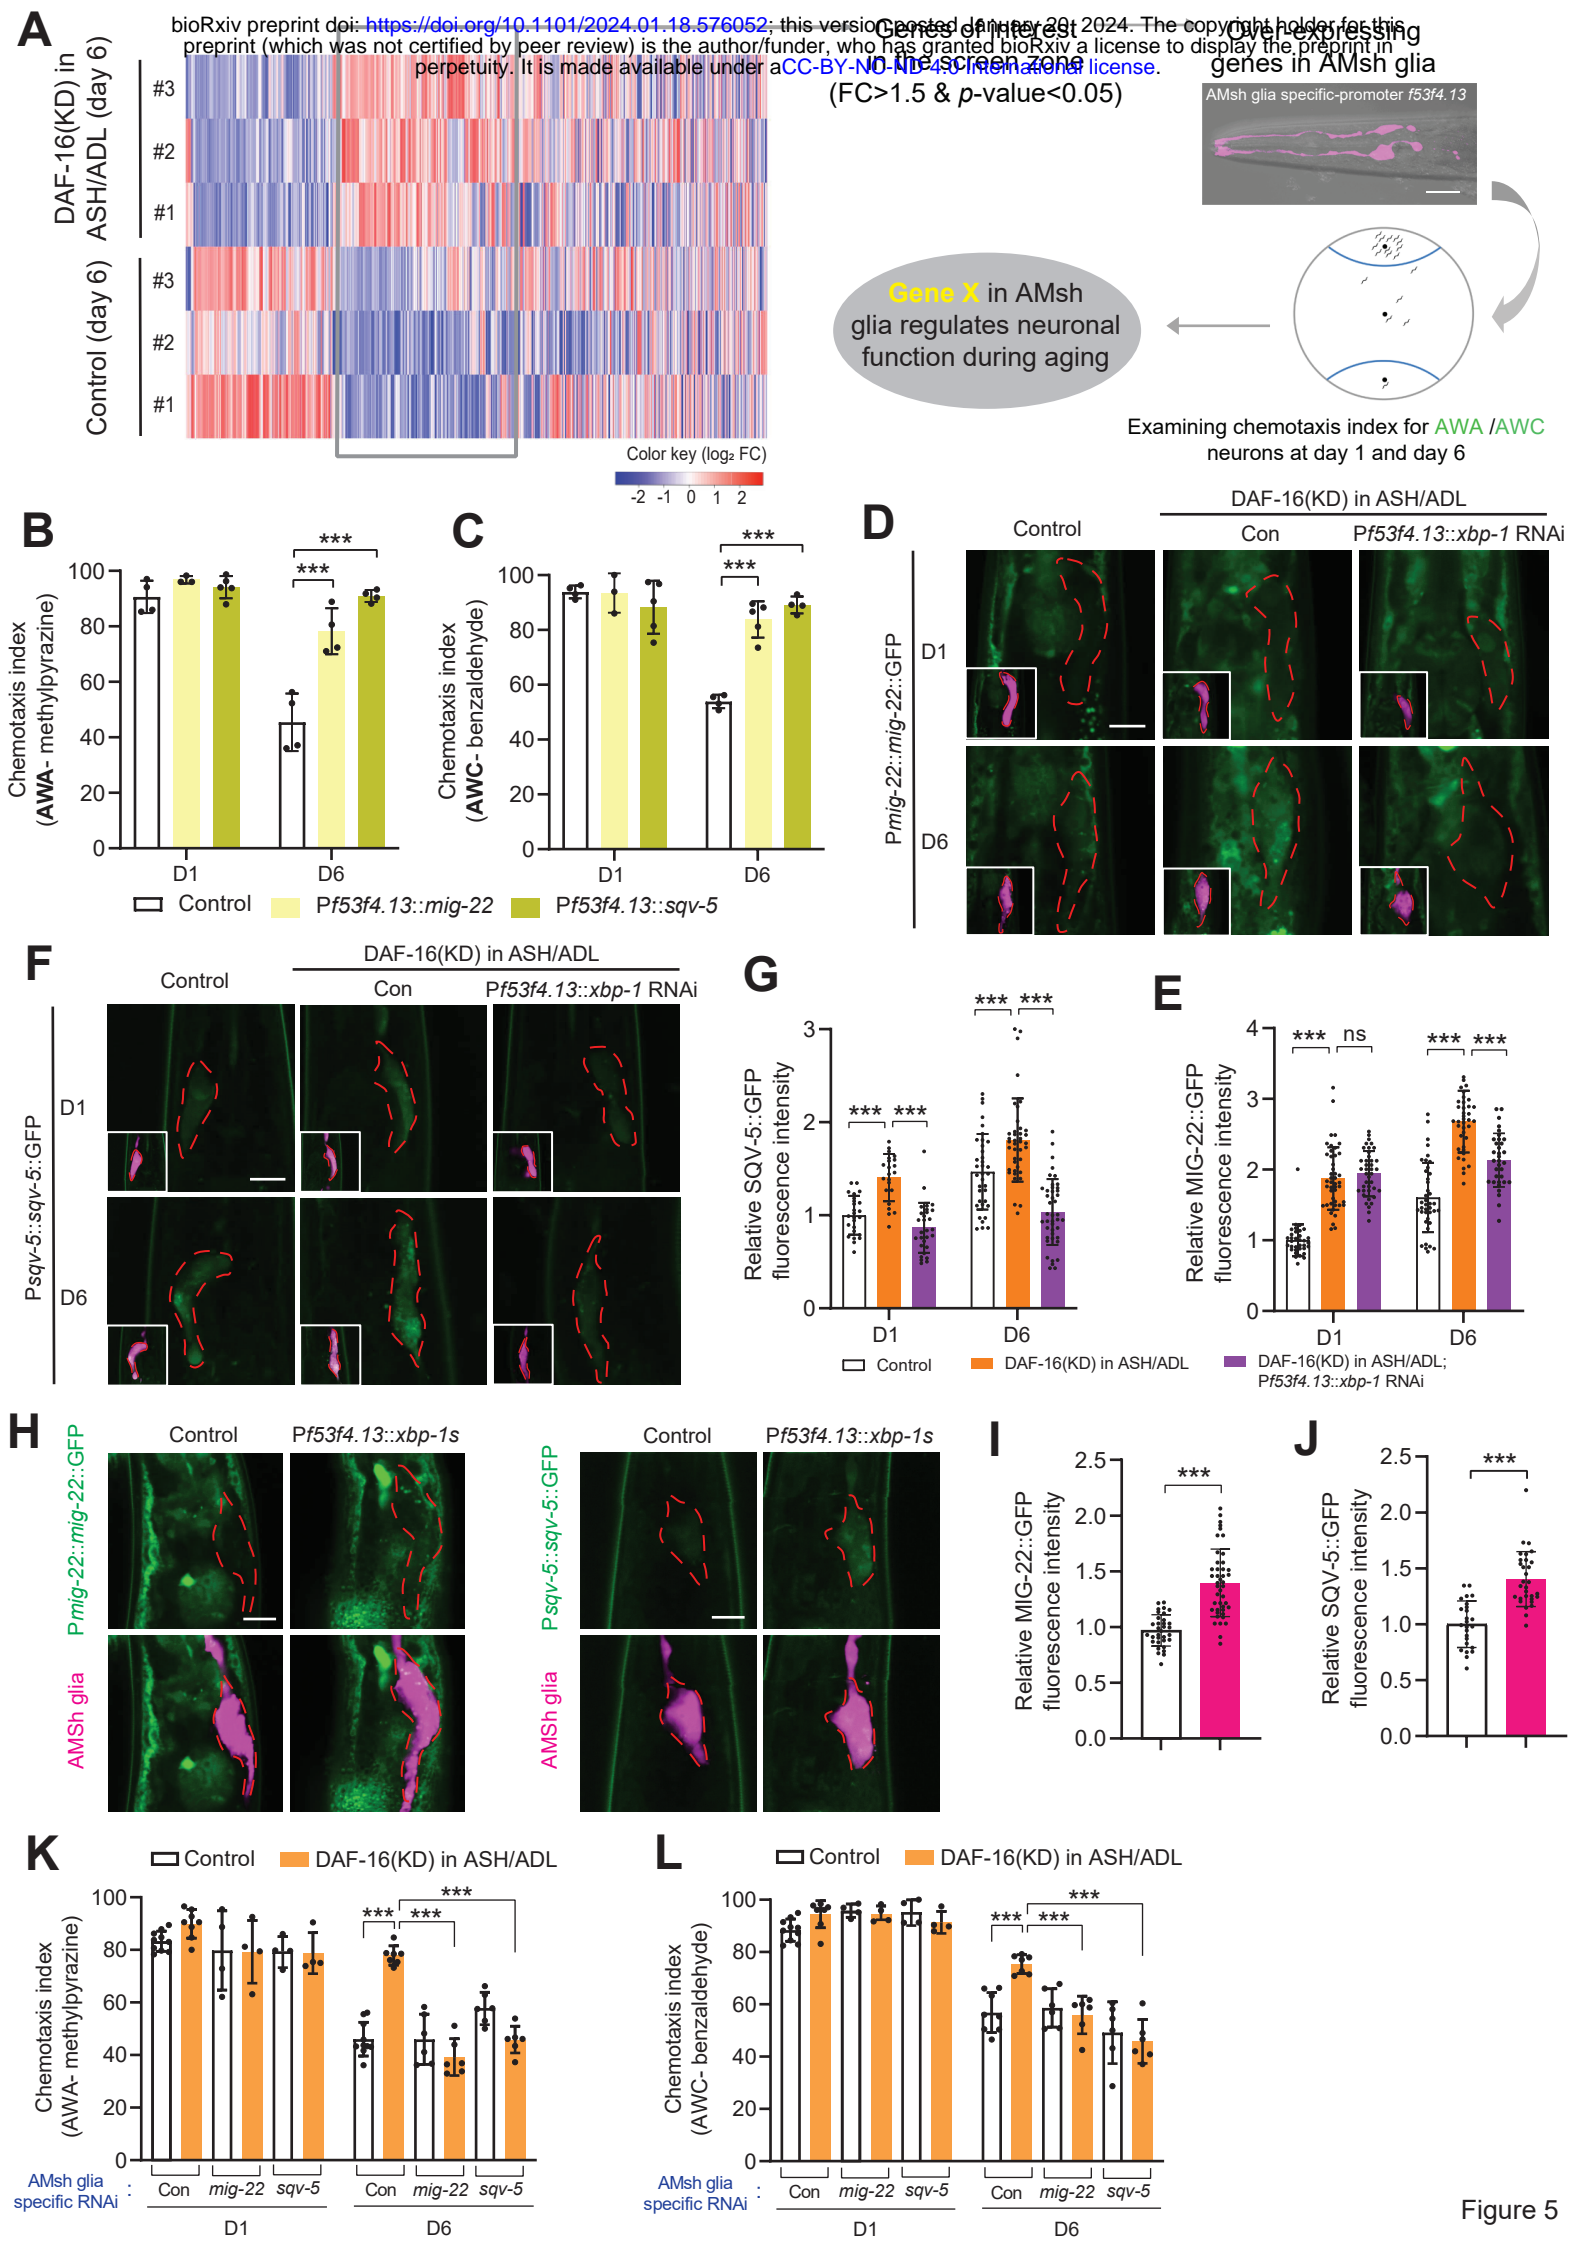 bioRxiv preprint doi: https://doi.org/10.1101/2024.01.18.576052; this version posted January 20, 2024. The copyright holder for this
preprint (which was not certified by peer review) is the author/funder, who has granted bioRxiv a license to display the preprint in
perpetuity. It is made available under aCC-BY-NC-ND 4.0 International license.
A
DAF-16(KD) in
ASH/ADL (day 6)
#3
#2
#1
Control (day 6)
#3
#2
#1
Color key (log₂ FC)
-2 -1 0 1 2
Genes of interest
in the screen zone
(FC>1.5 & p-value<0.05)
Over-expressing
genes in AMsh glia
AMsh glia specific-promoter f53f4.13
Gene X in AMsh
glia regulates neuronal
function during aging
Examining chemotaxis index for AWA /AWC
neurons at day 1 and day 6
B
Chemotaxis index
(AWA- methylpyrazine)
100
80
60
40
20
0
***
***
D1 D6
C
Chemotaxis index
(AWC- benzaldehyde)
100
80
60
40
20
0
***
***
D1 D6
Control Pf53f4.13::mig-22 Pf53f4.13::sqv-5
D
DAF-16(KD) in ASH/ADL
Control Con Pf53f4.13::xbp-1 RNAi
Pmig-22::mig-22::GFP
D1
D6
F
DAF-16(KD) in ASH/ADL
Control Con Pf53f4.13::xbp-1 RNAi
Psqv-5::sqv-5::GFP
D1
D6
G
Relative SQV-5::GFP
fluorescence intensity
3
2
1
0
*** ***
*** ***
D1 D6
E
Relative MIG-22::GFP
fluorescence intensity
4
3
2
1
0
*** ns
*** ***
D1 D6
Control DAF-16(KD) in ASH/ADL DAF-16(KD) in ASH/ADL;
Pf53f4.13::xbp-1 RNAi
H
Control Pf53f4.13::xbp-1s
Pmig-22::mig-22::GFP
AMSh glia
Control Pf53f4.13::xbp-1s
Psqv-5::sqv-5::GFP
AMSh glia
I
Relative MIG-22::GFP
fluorescence intensity
2.5
2.0
1.5
1.0
0.5
0.0
***
J
Relative SQV-5::GFP
fluorescence intensity
2.5
2.0
1.5
1.0
0.5
0.0
***
K
Control DAF-16(KD) in ASH/ADL
Chemotaxis index
(AWA- methylpyrazine)
100
80
60
40
20
0
***
*** ***
AMsh glia
specific RNAi :
Con mig-22 sqv-5 Con mig-22 sqv-5
D1 D6
L
Control DAF-16(KD) in ASH/ADL
Chemotaxis index
(AWC- benzaldehyde)
100
80
60
40
20
0
***
*** ***
AMsh glia
specific RNAi :
Con mig-22 sqv-5 Con mig-22 sqv-5
D1 D6
Figure 5